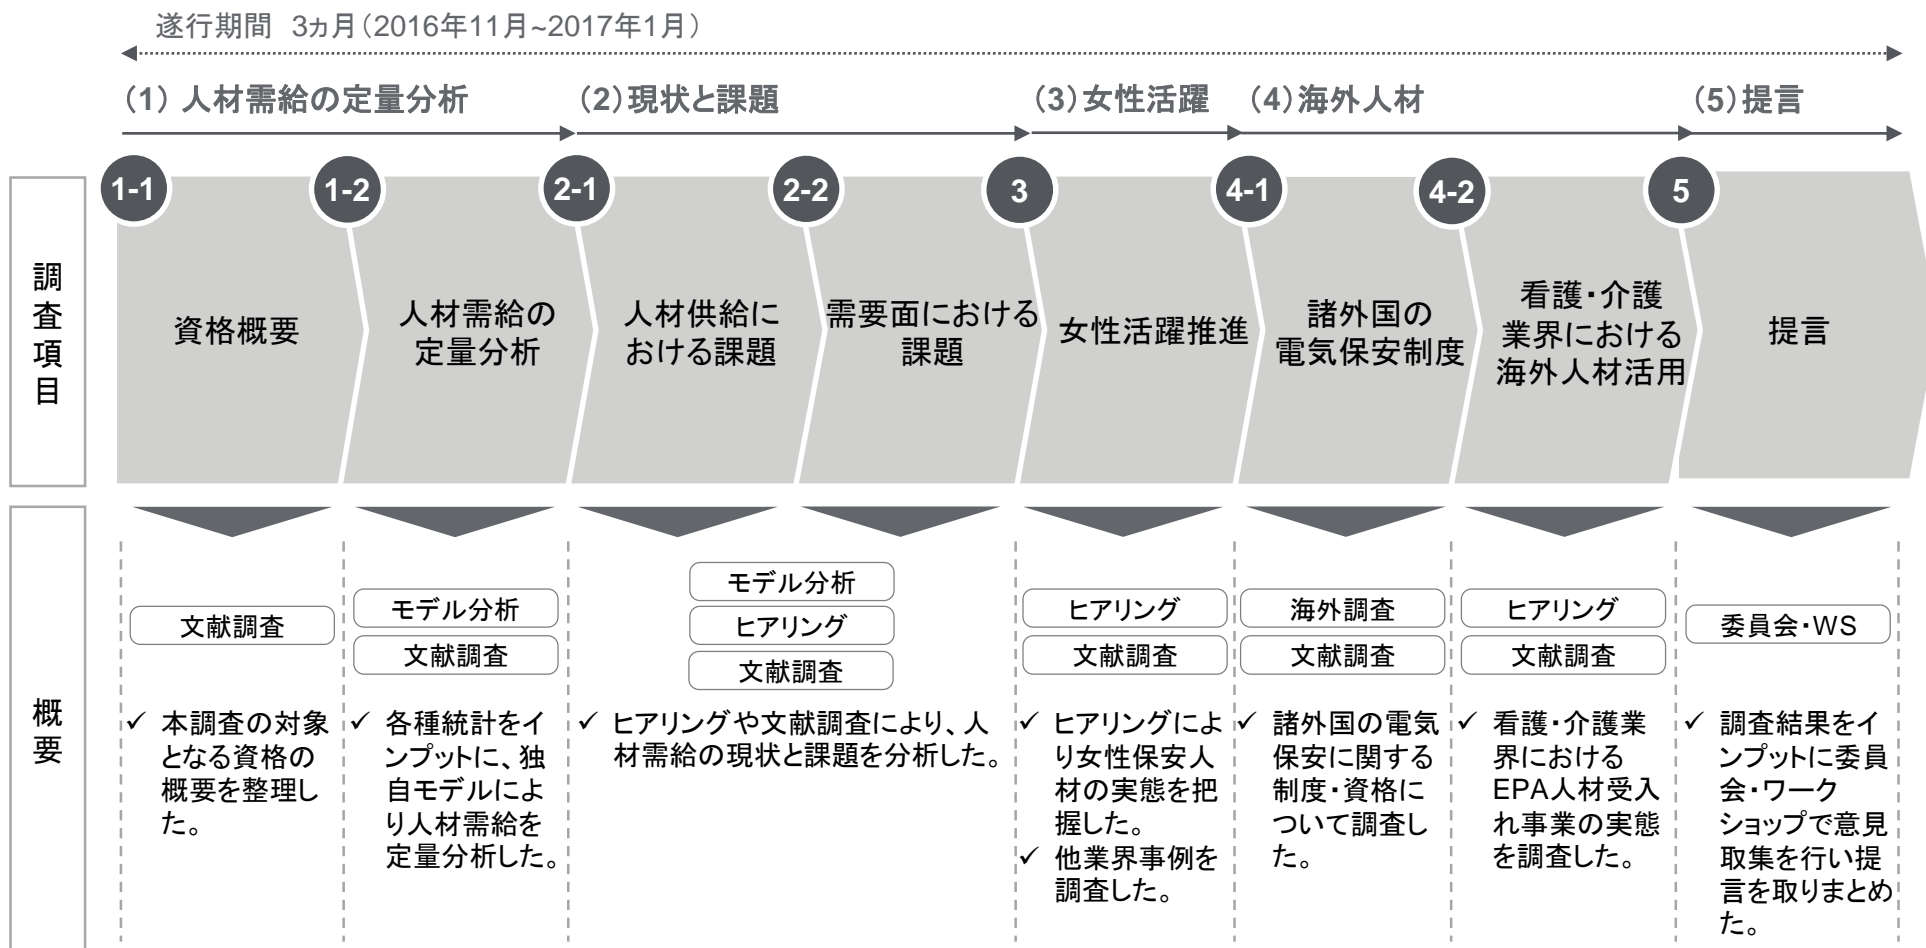 遂行期間 3ヵ月(2016年11月~2017年1月)
(1) 人材需給の定量分析
(2)現状と課題
(3)女性活躍
(4)海外人材
(5)提言
調査項目
1-1
資格概要
1-2
人材需給の
定量分析
2-1
人材供給に
おける課題
2-2
需要面における
課題
3
女性活躍推進
4-1
諸外国の
電気保安制度
4-2
看護・介護
業界における
海外人材活用
5
提言
概要
文献調査
✓ 本調査の対象
となる資格の
概要を整理し
た。
モデル分析
文献調査
✓ 各種統計をイ
ンプットに、独
自モデルによ
り人材需給を
定量分析した。
モデル分析
ヒアリング
文献調査
✓ ヒアリングや文献調査により、人
材需給の現状と課題を分析した。
ヒアリング
文献調査
✓ ヒアリングによ
り女性保安人
材の実態を把
握した。
✓ 他業界事例を
調査した。
海外調査
文献調査
✓ 諸外国の電気
保安に関する
制度・資格に
ついて調査し
た。
ヒアリング
文献調査
✓ 看護・介護業
界における
EPA人材受入
れ事業の実態
を調査した。
委員会・WS
✓ 調査結果をイ
ンプットに委員
会・ワーク
ショップで意見
取集を行い提
言を取りまとめ
た。